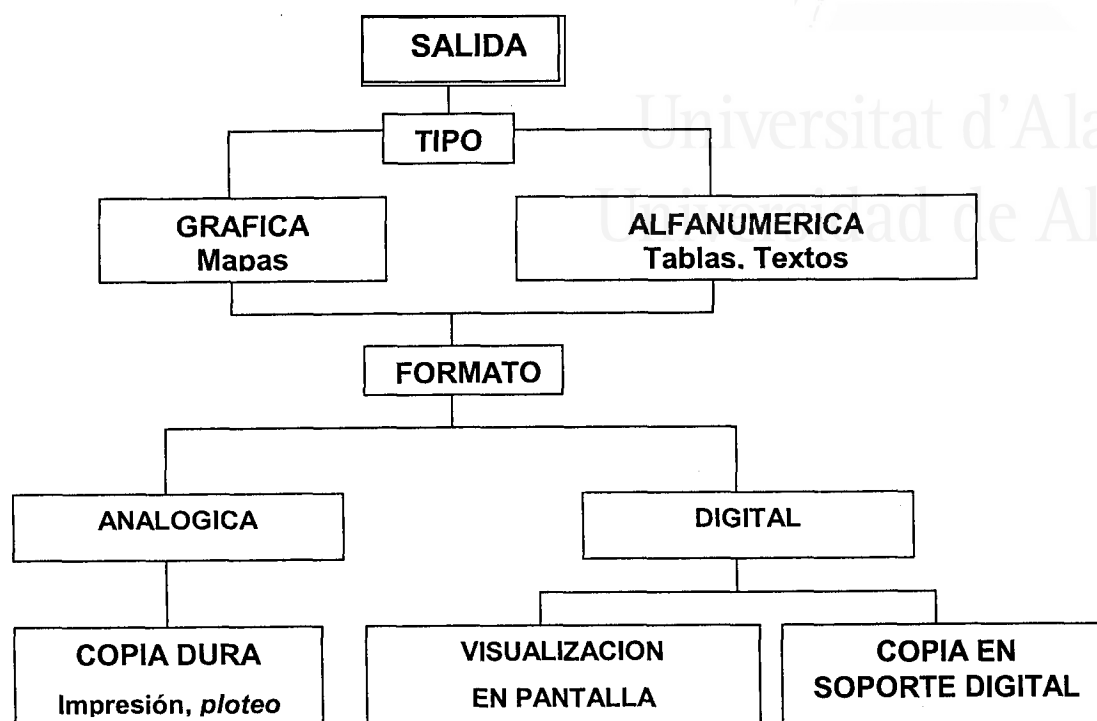 SALIDA
Universitat d'Ala
TIPO
Universidad de Al
GRAFICA
Mapas
ALFANUMERICA
Tablas. Textos
FORMATO
ANALOGICA
DIGITAL
COPIA DURA
Impresión, ploteo
VISUALIZACION
EN PANTALLA
COPIA EN
SOPORTE DIGITAL